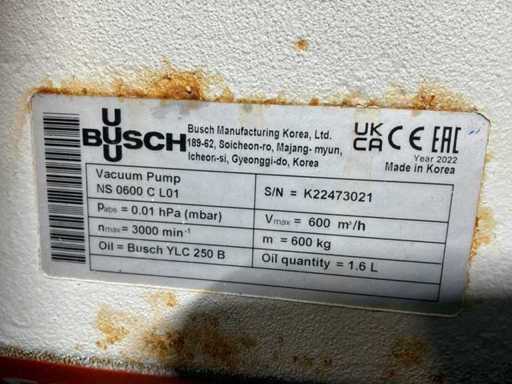 BUSCH
Busch Manufacturing Korea, Ltd.
189-62, Soicheon-ro, Majang- myun,
Icheon-si, Gyeonggi-do, Korea
UK CA CE EAC
Year 2022
Made in Korea
Vacuum Pump
NS 0600 C L01
S/N = K22473021
Pabs = 0.01 hPa (mbar)
Vmax = 600 m³/h
nmax = 3000 min⁻¹
m = 600 kg
Oil = Busch YLC 250 B
Oil quantity = 1.6 L